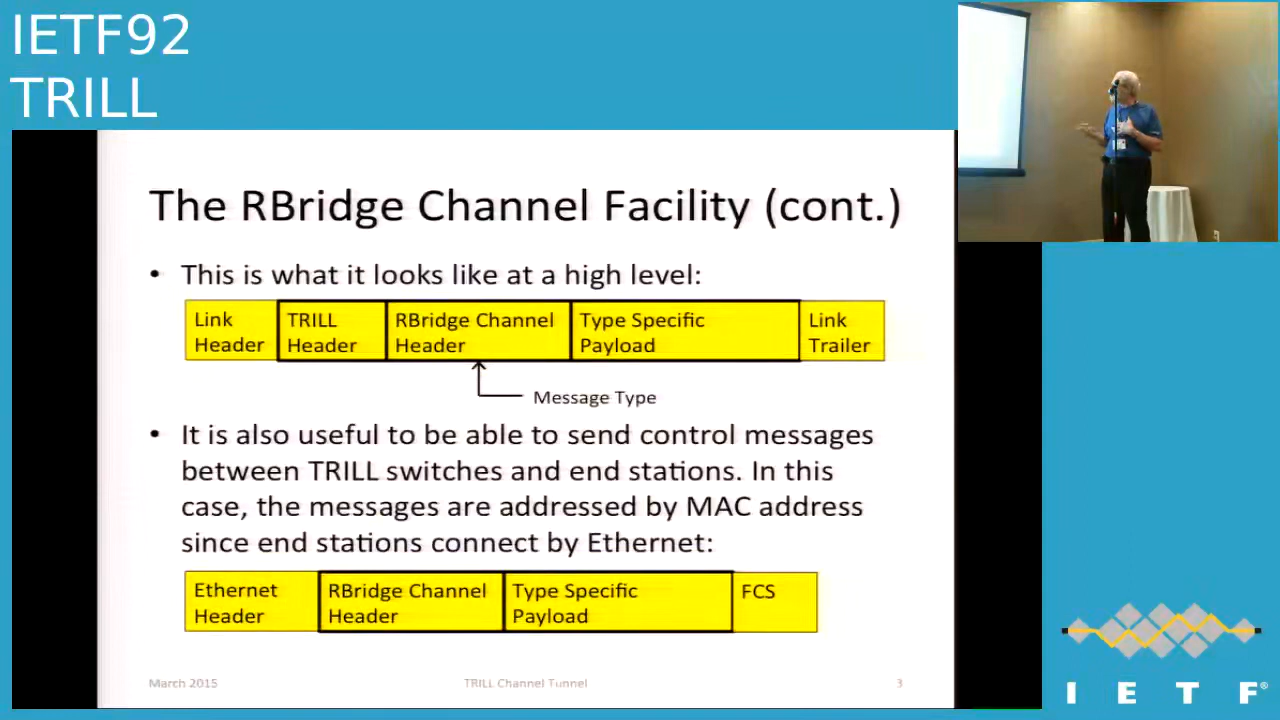 IETF92
TRILL
The RBridge Channel Facility (cont.)
• This is what it looks like at a high level:
Link Header
TRILL Header
RBridge Channel Header
Type Specific Payload
Link Trailer
Message Type
• It is also useful to be able to send control messages
between TRILL switches and end stations. In this
case, the messages are addressed by MAC address
since end stations connect by Ethernet:
Ethernet Header
RBridge Channel Header
Type Specific Payload
FCS
March 2015
TRILL Channel Tunnel
3
I E T F®